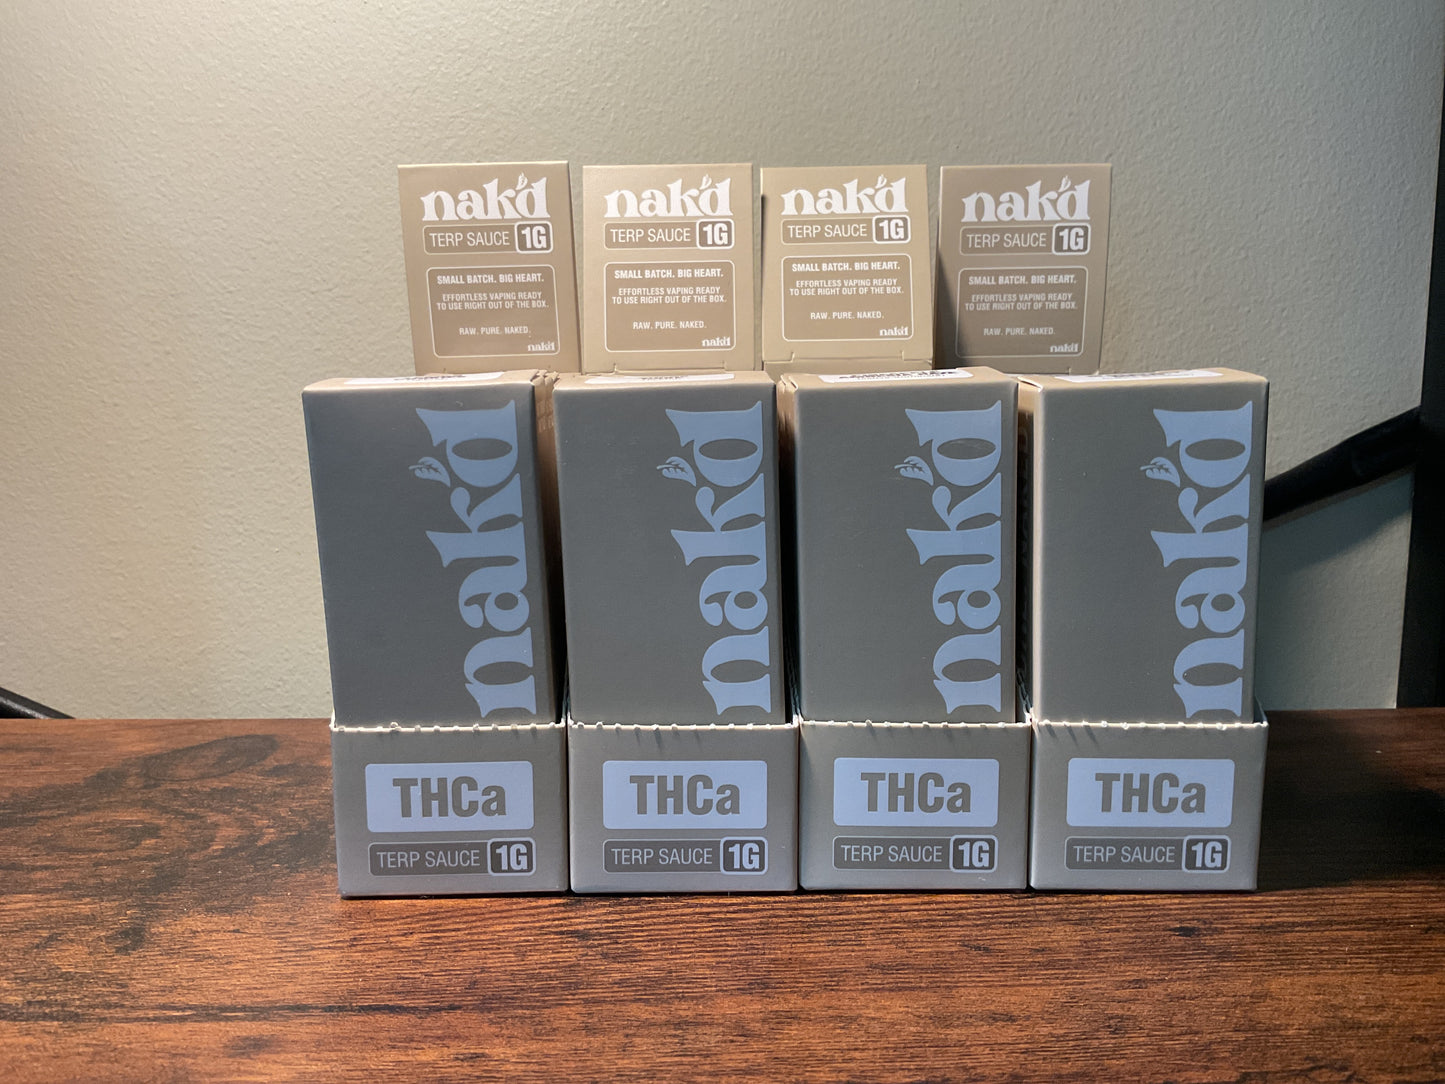 nak'd
TERP SAUCE 1G
SMALL BATCH. BIG HEART.
EFFORTLESS VAPING READY
TO USE RIGHT OUT OF THE BOX.
RAW. PURE. NAKED.
nak'd
nak'd
TERP SAUCE 1G
SMALL BATCH. BIG HEART.
EFFORTLESS VAPING READY
TO USE RIGHT OUT OF THE BOX.
RAW. PURE. NAKED.
nak'd
nak'd
TERP SAUCE 1G
SMALL BATCH. BIG HEART.
EFFORTLESS VAPING READY
TO USE RIGHT OUT OF THE BOX.
RAW. PURE. NAKED.
nak'd
nak'd
TERP SAUCE 1G
SMALL BATCH. BIG HEART.
EFFORTLESS VAPING READY
TO USE RIGHT OUT OF THE BOX.
RAW. PURE. NAKED.
nak'd
nak'd
THCa
TERP SAUCE 1G
nak'd
THCa
TERP SAUCE 1G
nak'd
THCa
TERP SAUCE 1G
nak'd
THCa
TERP SAUCE 1G